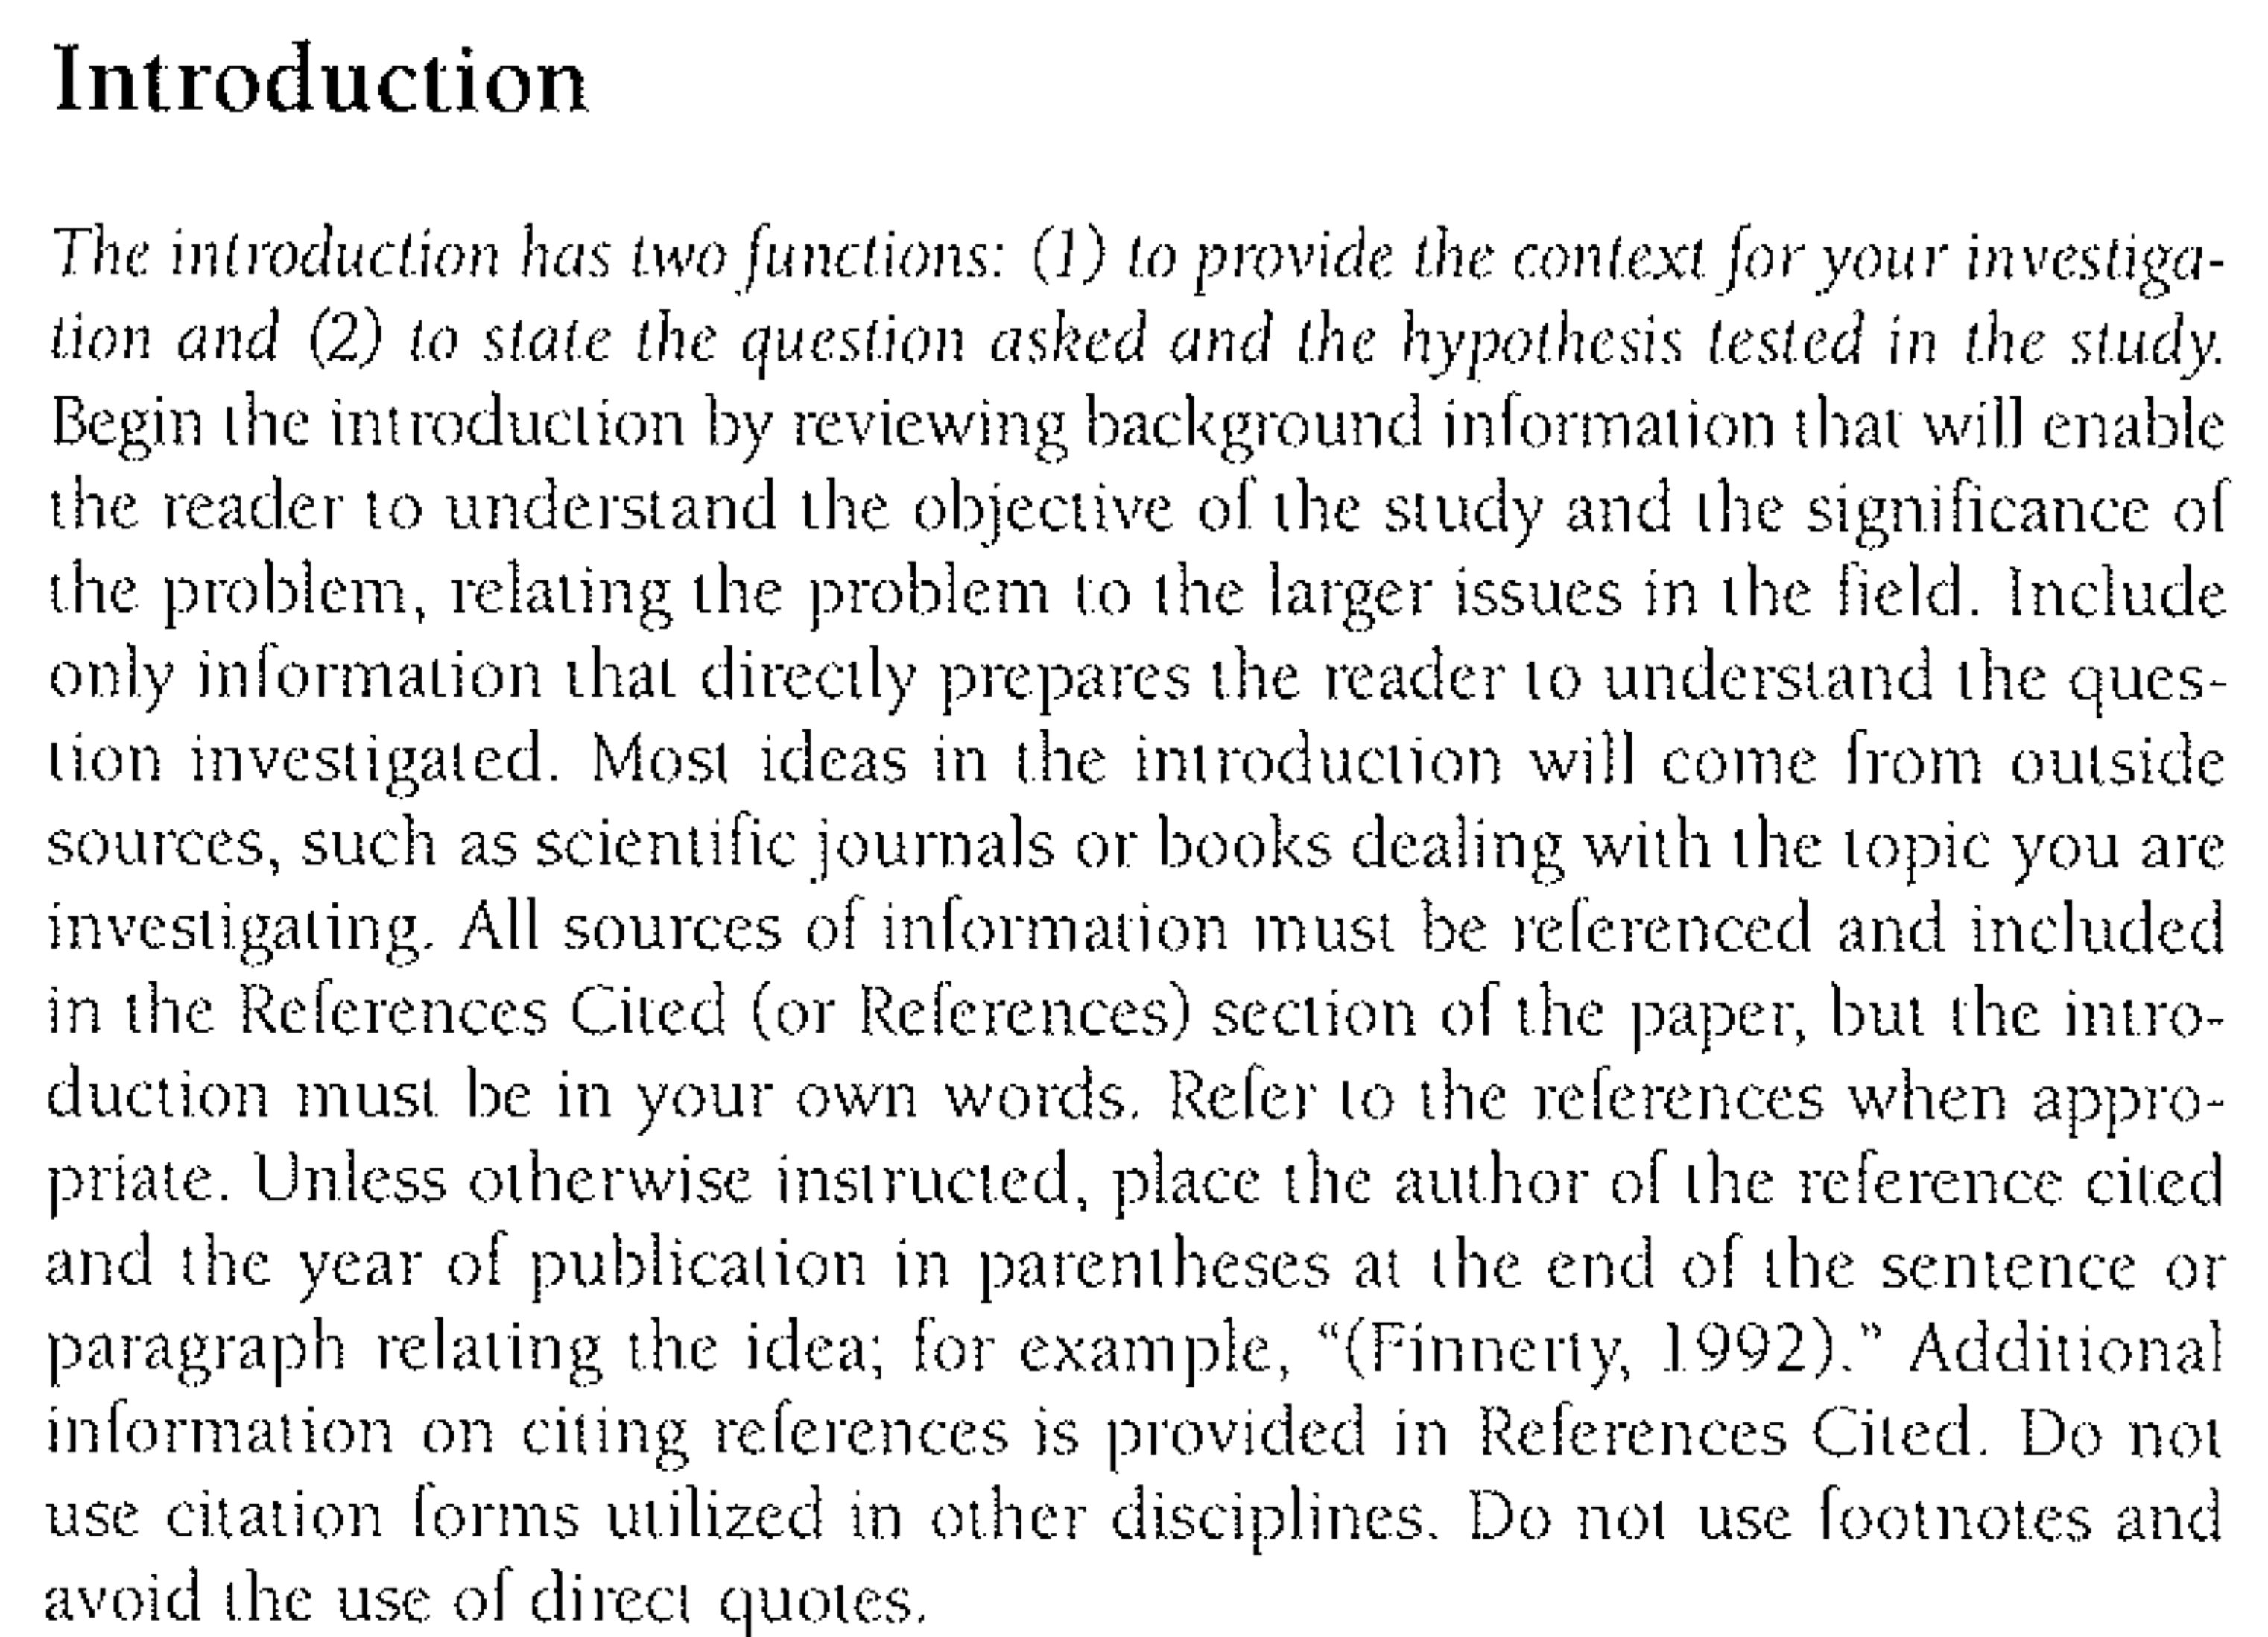 Introduction
The introduction has two functions: (1) to provide the context for your investiga-
tion and (2) to state the question asked and the hypothesis tested in the study.
Begin the introduction by reviewing background information that will enable
the reader to understand the objective of the study and the significance of
the problem, relating the problem to the larger issues in the field. Include
only information that directly prepares the reader to understand the ques-
tion investigated. Most ideas in the introduction will come from outside
sources, such as scientific journals or books dealing with the topic you are
investigating. All sources of information must be referenced and included
in the References Cited (or References) section of the paper, but the intro-
duction must be in your own words. Refer to the references when appro-
priate. Unless otherwise instructed, place the author of the reference cited
and the year of publication in parentheses at the end of the sentence or
paragraph relating the idea; for example, “(Finnerty, 1992).” Additional
information on citing references is provided in References Cited. Do not
use citation forms utilized in other disciplines. Do not use footnotes and
avoid the use of direct quotes.